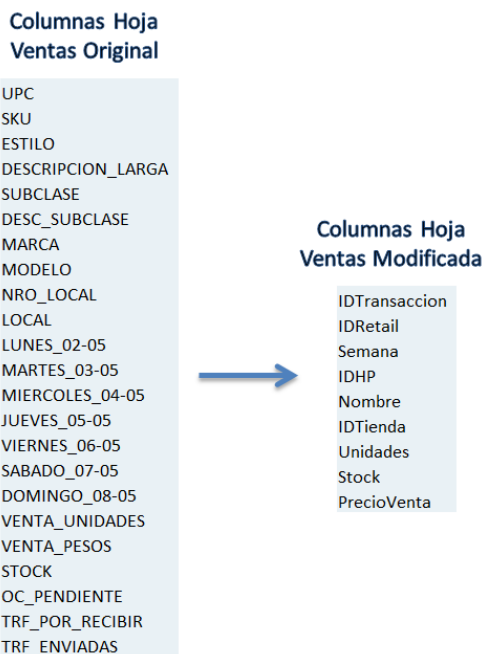 Columnas Hoja
Ventas Original
UPC
SKU
ESTILO
DESCRIPCION_LARGA
SUBCLASE
DESC_SUBCLASE
MARCA
MODELO
NRO_LOCAL
LOCAL
LUNES_02-05
MARTES_03-05
MIERCOLES_04-05
JUEVES_05-05
VIERNES_06-05
SABADO_07-05
DOMINGO_08-05
VENTA_UNIDADES
VENTA_PESOS
STOCK
OC_PENDIENTE
TRF_POR_RECIBIR
TRF_ENVIADAS
Columnas Hoja
Ventas Modificada
IDTransaccion
IDRetail
Semana
IDHP
Nombre
IDTienda
Unidades
Stock
PrecioVenta